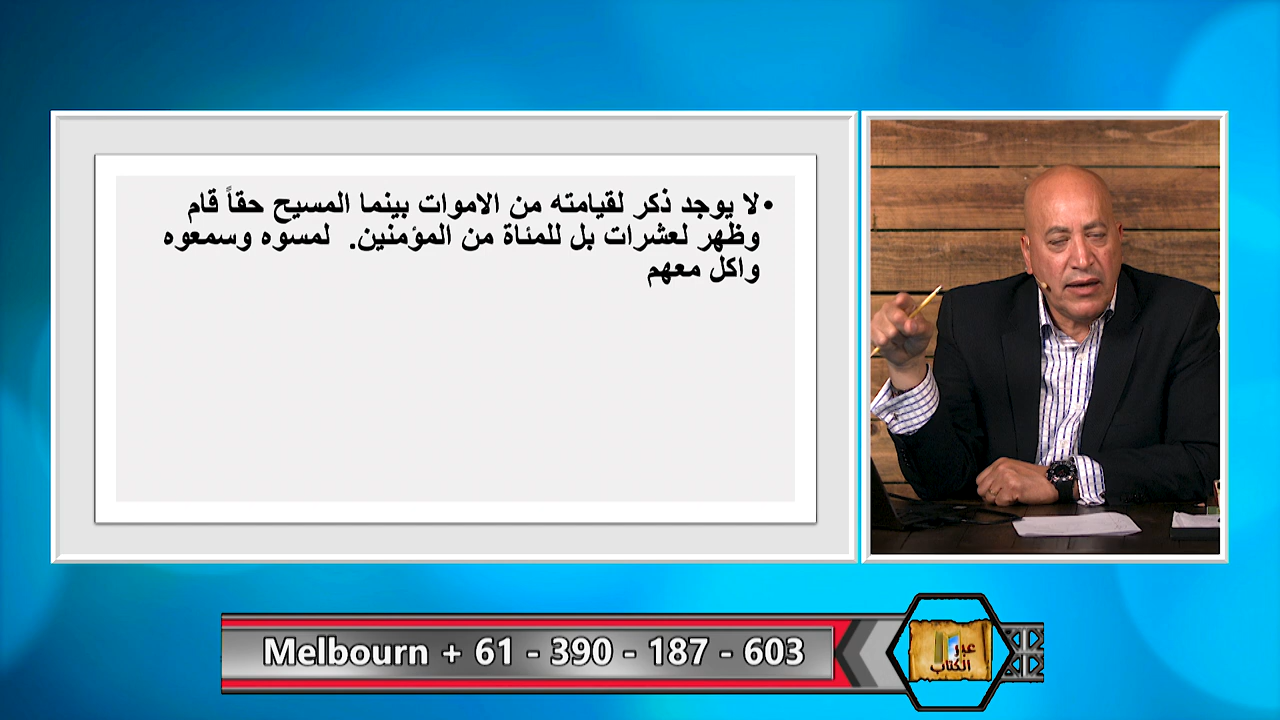 •لا يوجد ذكر لقيامته من الاموات بينما المسيح حقاً قام
وظهر لعشرات بل للمئاة من المؤمنين. لمسوه وسمعوه
واكل معهم
Melbourn + 61 - 390 - 187 - 603
عبر
الكتاب